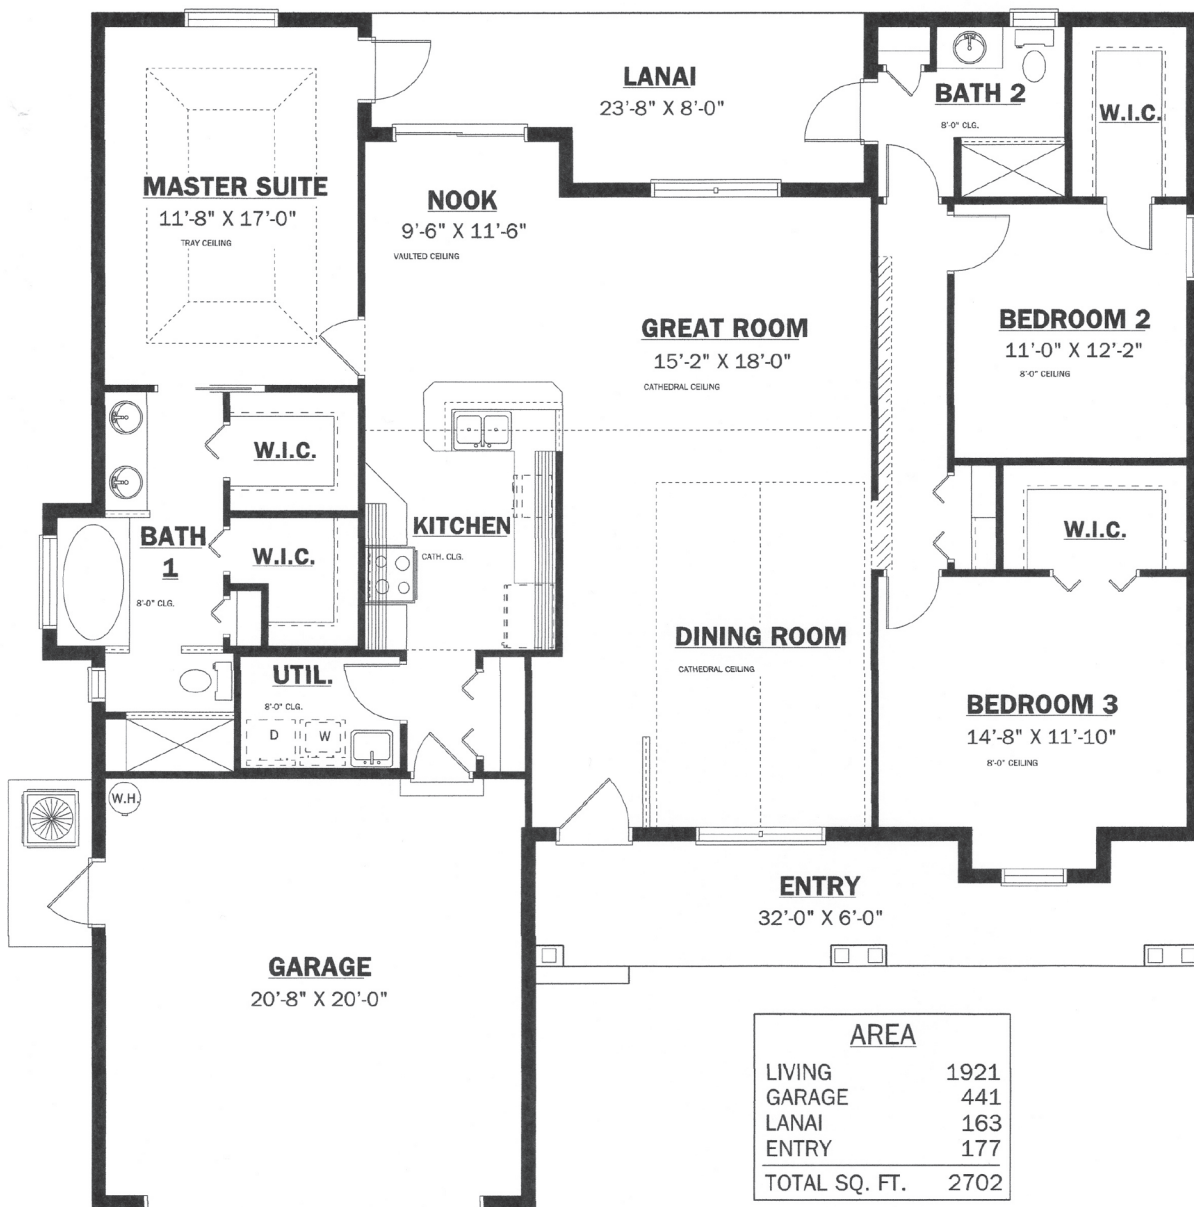 LANAI
23'-8" X 8'-0"
BATH 2
8'-0" CLG.
W.I.C.
MASTER SUITE
11'-8" X 17'-0"
TRAY CEILING
NOOK
9'-6" X 11'-6"
VAULTED CEILING
GREAT ROOM
15'-2" X 18'-0"
CATHEDRAL CEILING
BEDROOM 2
11'-0" X 12'-2"
8'-0" CEILING
W.I.C.
W.I.C.
BATH
1
8'-0" CLG.
KITCHEN
CATH. CLG.
W.I.C.
DINING ROOM
CATHEDRAL CEILING
UTIL.
8'-0" CLG.
D
W
BEDROOM 3
14'-8" X 11'-10"
8'-0" CEILING
W.H.
ENTRY
32'-0" X 6'-0"
GARAGE
20'-8" X 20'-0"
AREA
LIVING 1921
GARAGE 441
LANAI 163
ENTRY 177
TOTAL SQ. FT. 2702